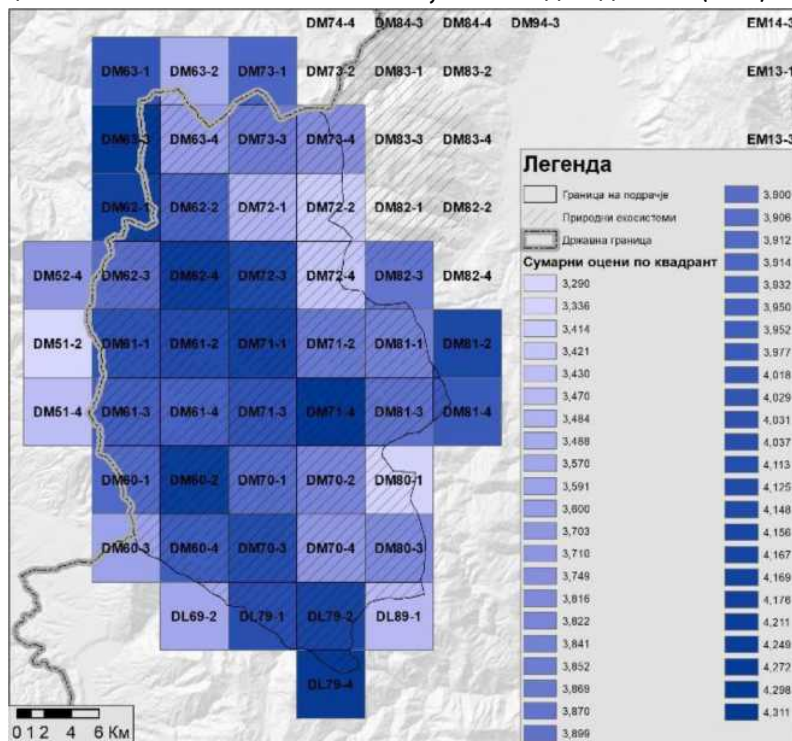 DM74-4 DM84-3 DM84-4 DM94-3 EM14-3
DM63-1 DM63-2 DM73-1 DM73-2 DM83-1 DM83-2 EM13-1
DM63-3 DM63-4 DM73-3 DM73-4 DM83-3 DM83-4 EM13-3
DM62-1 DM62-2 DM72-1 DM72-2 DM82-1 DM82-2
DM52-4 DM62-3 DM62-4 DM72-3 DM72-4 DM82-3 DM82-4
DM51-2 DM61-1 DM61-2 DM71-1 DM71-2 DM81-1 DM81-2
DM51-4 DM61-3 DM61-4 DM71-3 DM71-4 DM81-3 DM81-4
DM60-1 DM60-2 DM70-1 DM70-2 DM80-1
DM60-3 DM60-4 DM70-3 DM70-4 DM80-3
DL69-2 DL79-1 DL79-2 DL89-1
DL79-4
0 1 2 4 6 Км
Легенда
Граница на подрачје
Природни екосистеми
Државна граница
Сумарни оцени по квадрант
3,290
3,336
3,414
3,421
3,430
3,470
3,484
3,488
3,570
3,591
3,600
3,703
3,710
3,749
3,816
3,822
3,841
3,852
3,869
3,870
3,899
3,900
3,906
3,912
3,914
3,932
3,950
3,952
3,977
4,018
4,029
4,031
4,037
4,113
4,125
4,148
4,156
4,167
4,169
4,176
4,211
4,249
4,272
4,298
4,311